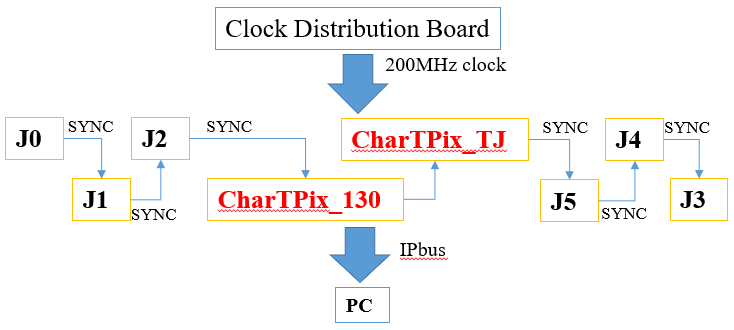 Clock Distribution Board
200MHz clock
J0
SYNC
J2
SYNC
CharTPix_TJ
SYNC
J4
SYNC
J1
SYNC
CharTPix_130
J5
SYNC
J3
IPbus
PC